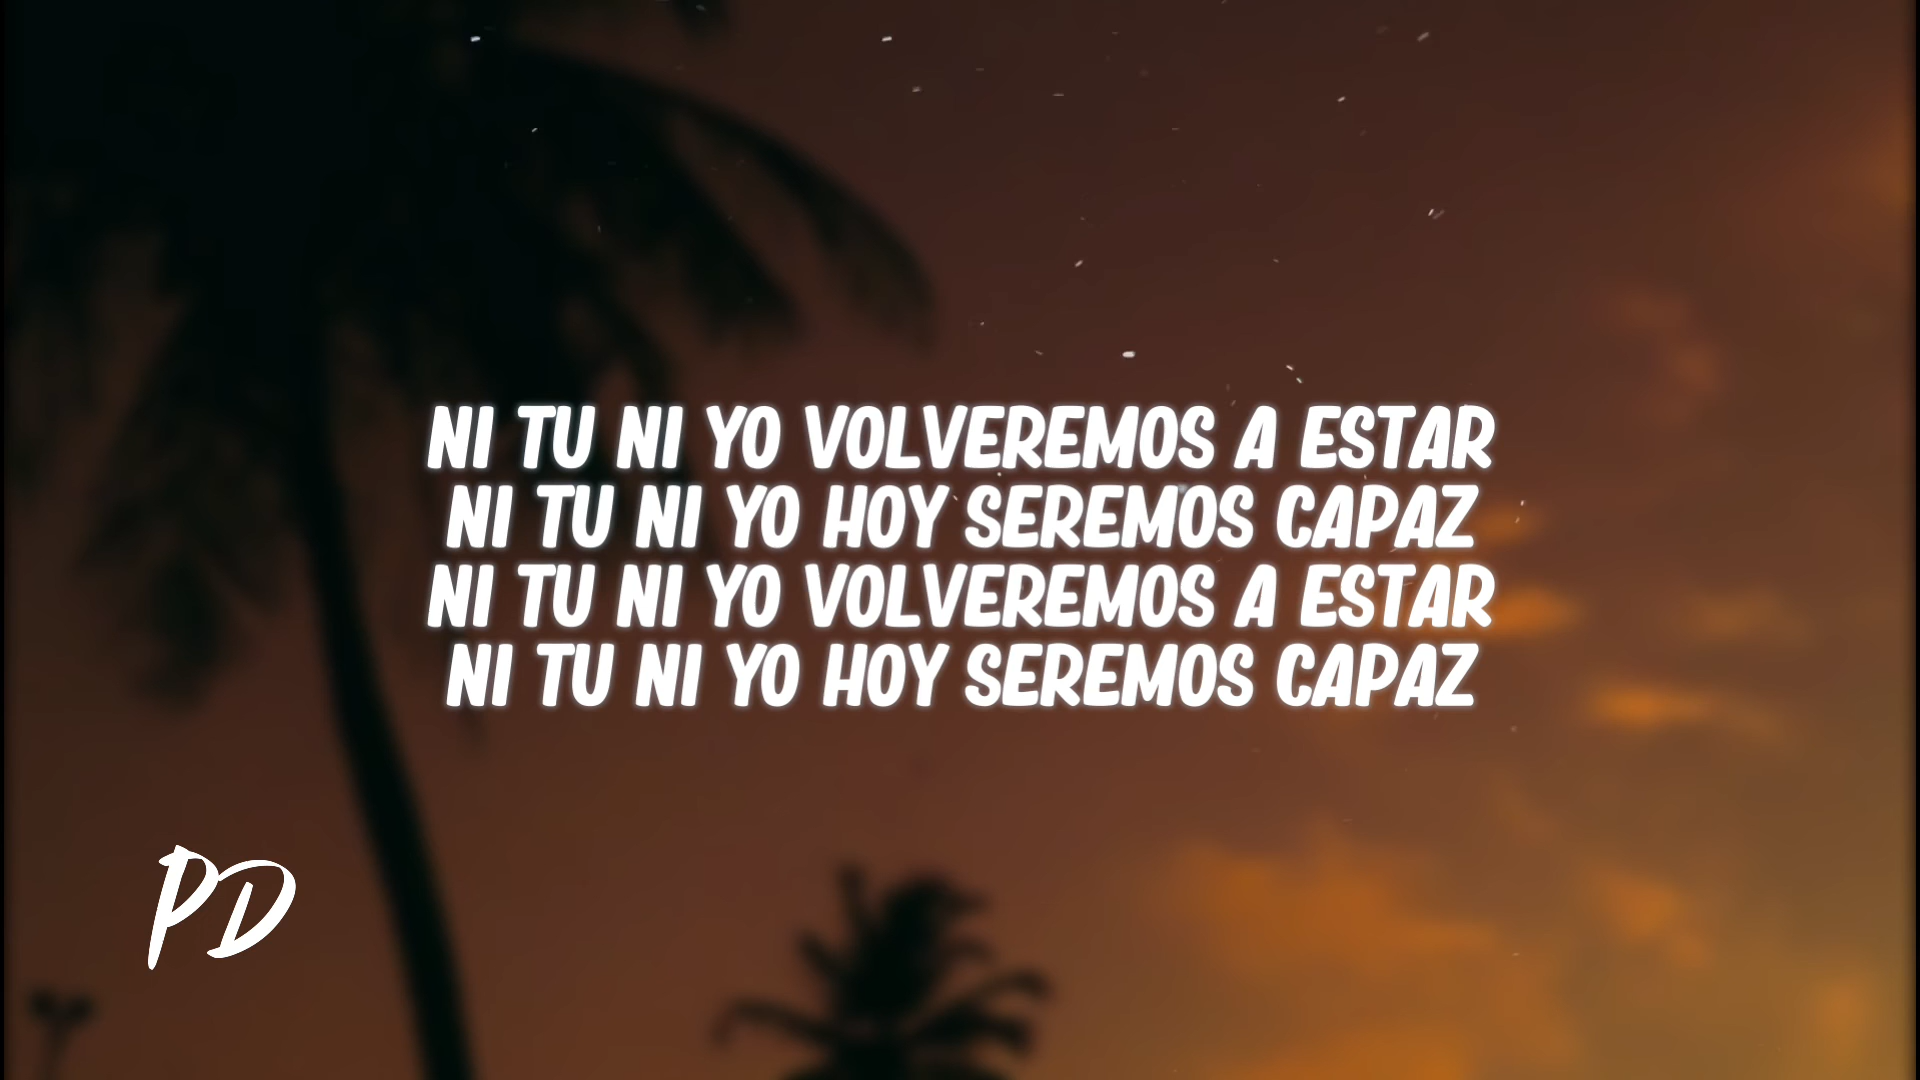 NI TU NI YO VOLVEREMOS A ESTAR
NI TU NI YO HOY SEREMOS CAPAZ
NI TU NI YO VOLVEREMOS A ESTAR
NI TU NI YO HOY SEREMOS CAPAZ
PD